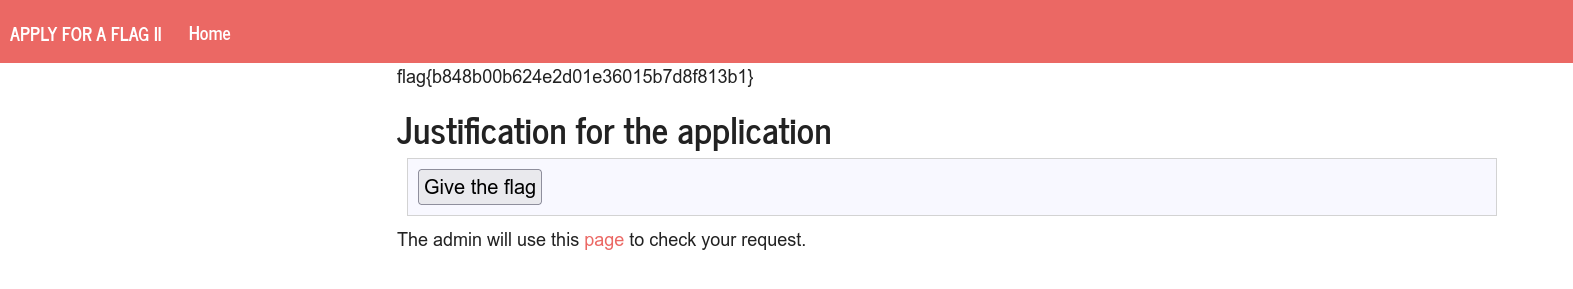 APPLY FOR A FLAG II Home
flag{b848b00b624e2d01e36015b7d8f813b1}
Justification for the application
Give the flag
The admin will use this page to check your request.